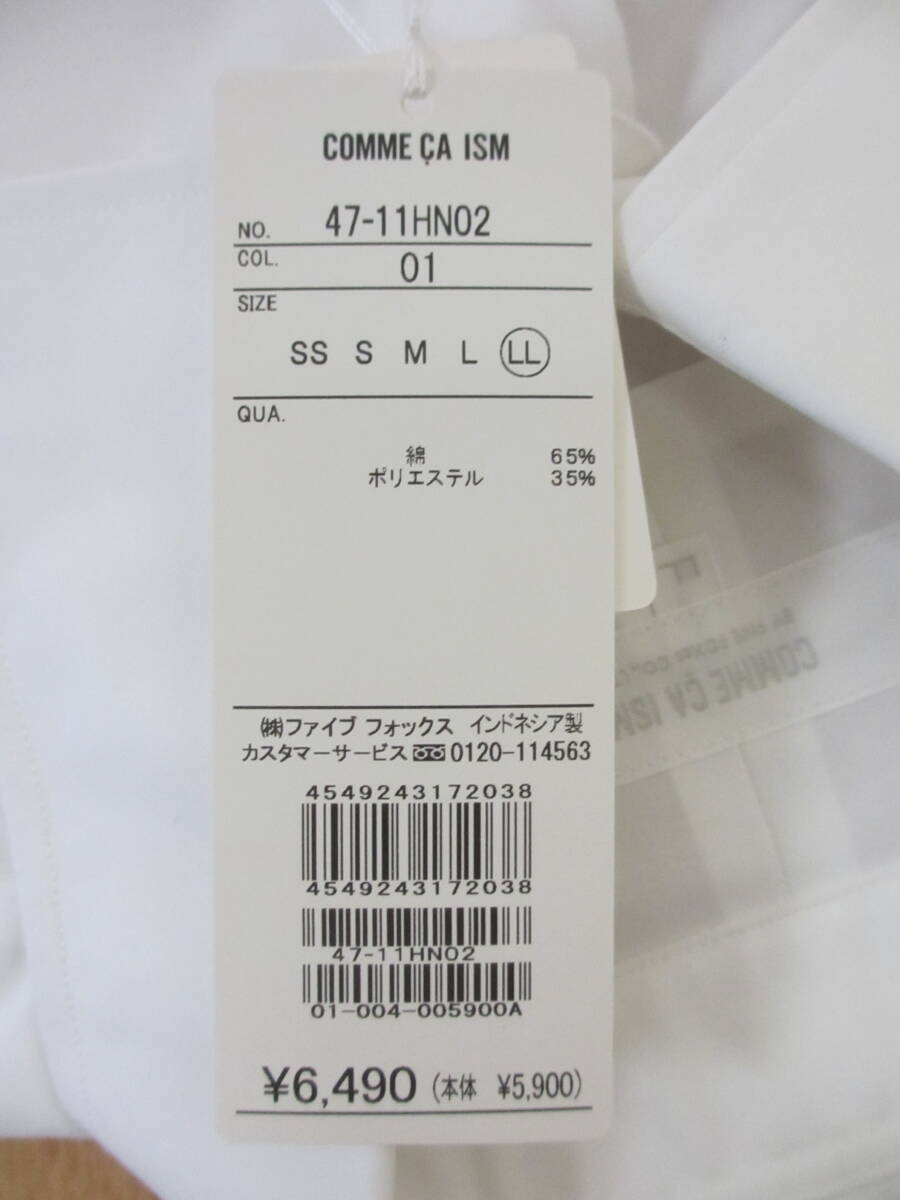 COMME ÇA ISM
NO. 47-11HN02
COL. 01
SIZE
SS S M L LL
QUA.
綿 65%
ポリエステル 35%
㈱ファイブ フォックス インドネシア製
カスタマーサービス 0120-114563
4549243172038
4549243172038
47-11HN02
01-004-005900A
¥6,490 (本体 ¥5,900)
LL
COMME ÇA ISM